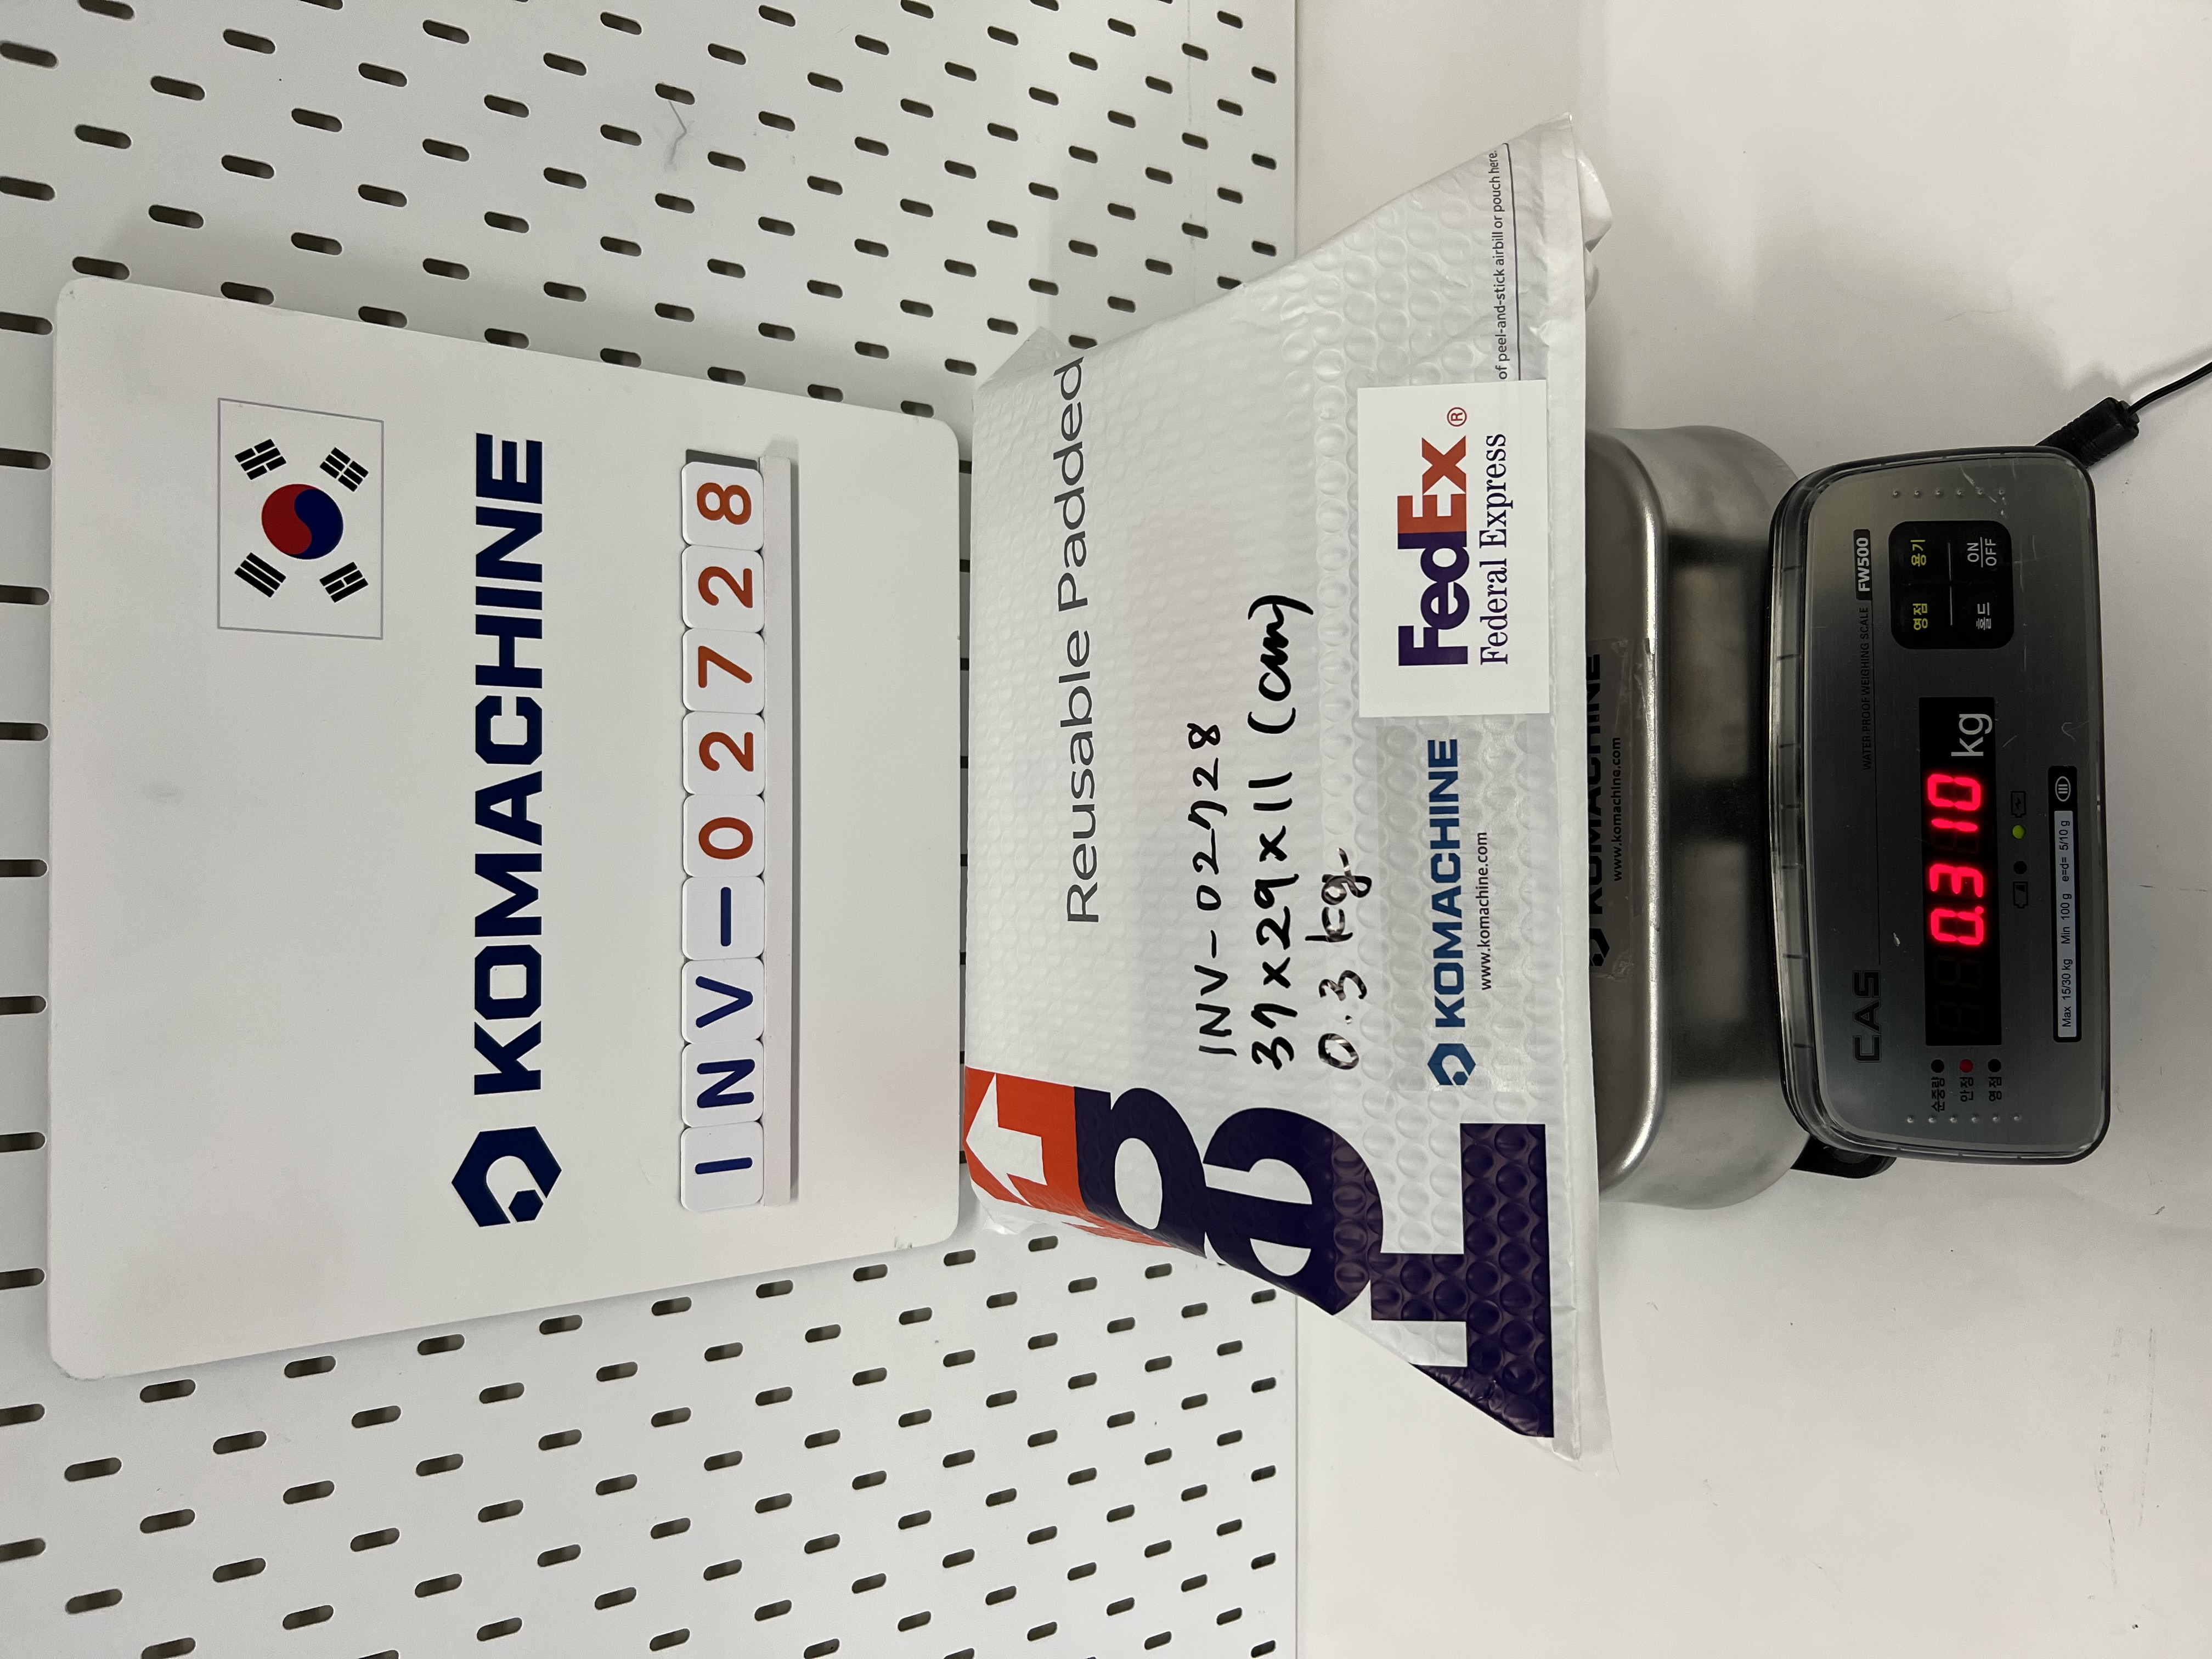 KOMACHINE
INV-02728
Reusable Padded
INV-02728
37x29x11 (cm)
0.3 kg
KOMACHINE
www.komachine.com
FedEx®
Federal Express
of peel-and-stick airbill or pouch here.
KOMACHINE
www.komachine.com
CAS
WATER-PROOF WEIGHING SCALE FW500
순중량
안정
영점
0.310 kg
영점 용기
홀드 ON/OFF
Max 15/30 kg Min 100 g e=d= 5/10 g